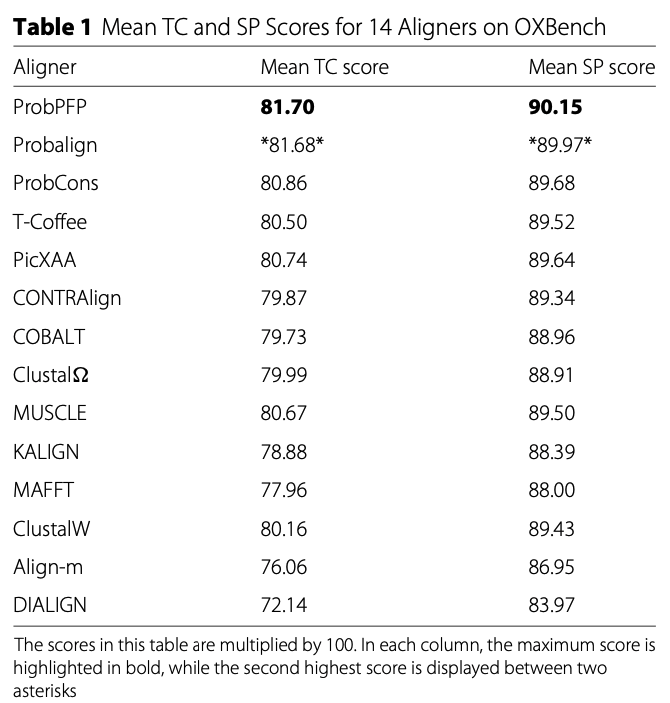 Table 1 Mean TC and SP Scores for 14 Aligners on OXBench
Aligner Mean TC score Mean SP score
ProbPFP 81.70 90.15
Probalign *81.68* *89.97*
ProbCons 80.86 89.68
T-Coffee 80.50 89.52
PicXAA 80.74 89.64
CONTRAlign 79.87 89.34
COBALT 79.73 88.96
ClustalΩ 79.99 88.91
MUSCLE 80.67 89.50
KALIGN 78.88 88.39
MAFFT 77.96 88.00
ClustalW 80.16 89.43
Align-m 76.06 86.95
DIALIGN 72.14 83.97
The scores in this table are multiplied by 100. In each column, the maximum score is
highlighted in bold, while the second highest score is displayed between two
asterisks